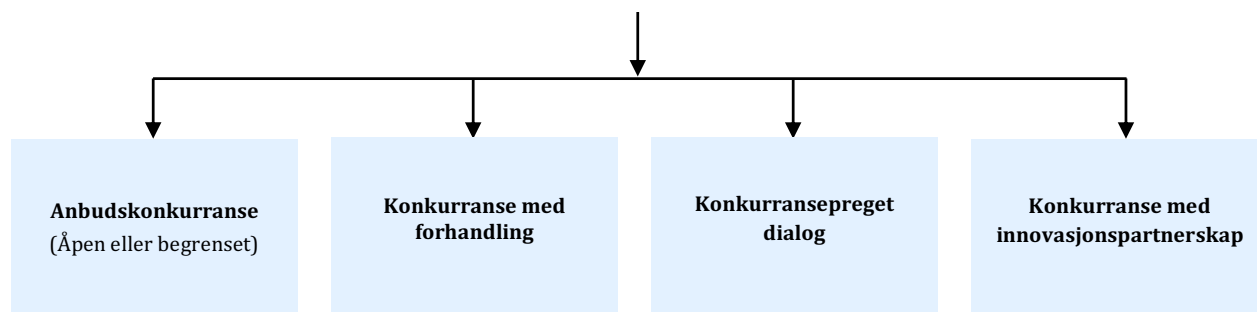 Anbudskonkurranse
(Åpen eller begrenset)
Konkurranse med
forhandling
Konkurransepreget
dialog
Konkurranse med
innovasjonspartnerskap